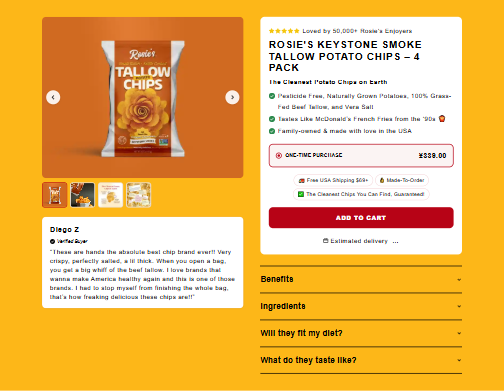 Rosie's
TALLOW
CHIPS
Diego Z
Verified Buyer
"These are hands the absolute best chip brand ever!! Very
crispy, perfectly salted, a lil thick. When you open a bag,
you get a big whiff of the beef tallow. I love brands that
wanna make America healthy again and this is one of those
brands. I had to stop myself from finishing the whole bag,
that's how freaking delicious these chips are!!"
Loved by 50,000+ Rosie's Enjoyers
ROSIE'S KEYSTONE SMOKE
TALLOW POTATO CHIPS – 4
PACK
The Cleanest Potato Chips on Earth
Pesticide Free, Naturally Grown Potatoes, 100% Grass-
Fed Beef Tallow, and Vera Salt
Tastes Like McDonald's French Fries from the '90s
Family-owned & made with love in the USA
ONE-TIME PURCHASE
Free USA Shipping $69+
Made-To-Order
The Cleanest Chips You Can Find, Guaranteed!
ADD TO CART
Estimated delivery ...
Benefits
Ingredients
Will they fit my diet?
What do they taste like?